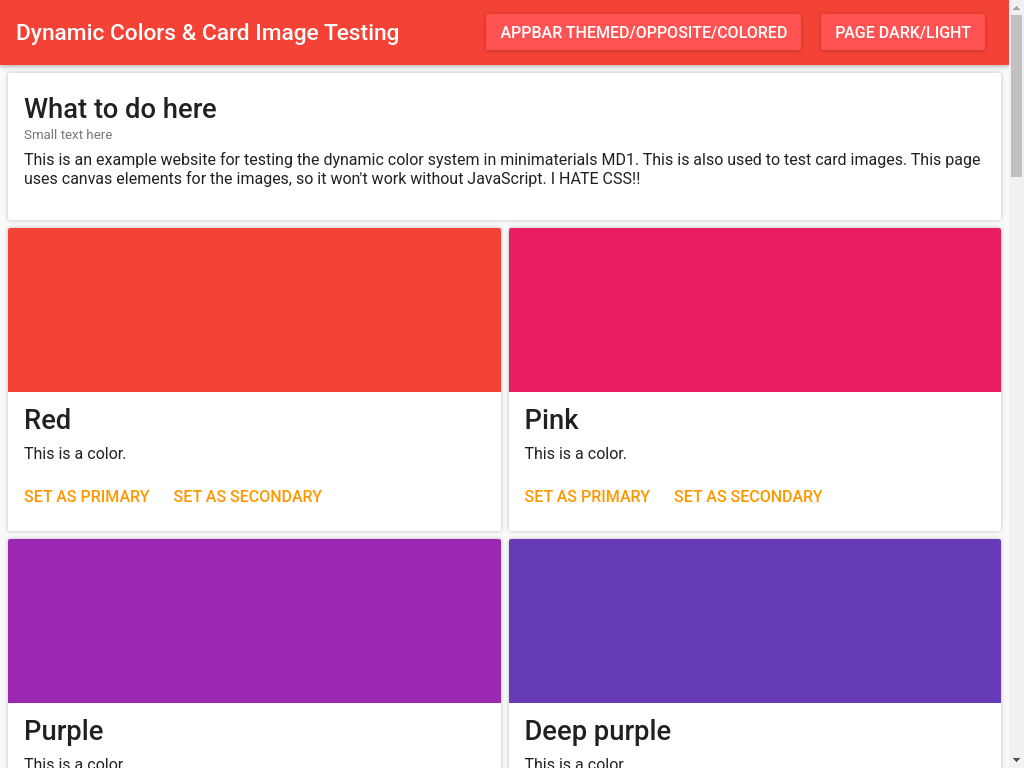 Dynamic Colors & Card Image Testing
APPBAR THEMED/OPPOSITE/COLORED
PAGE DARK/LIGHT
What to do here
Small text here
This is an example website for testing the dynamic color system in minimaterials MD1. This is also used to test card images. This page
uses canvas elements for the images, so it won't work without JavaScript. I HATE CSS!!
Red
This is a color.
SET AS PRIMARY
SET AS SECONDARY
Pink
This is a color.
SET AS PRIMARY
SET AS SECONDARY
Purple
This is a color.
Deep purple
This is a color.